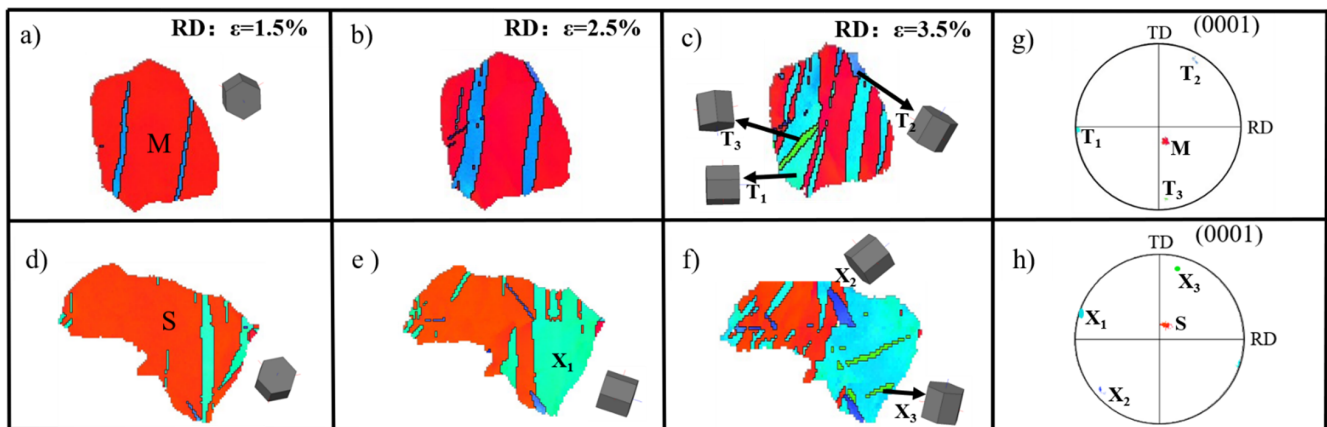 a)
RD: ε=1.5%
M
b)
RD: ε=2.5%
c)
RD: ε=3.5%
T₃
T₁
T₂
g)
(0001)
TD
RD
T₂
T₁
M
T₃
d)
S
e )
X₁
f)
X₂
X₃
h)
(0001)
TD
RD
X₃
X₁
S
X₂